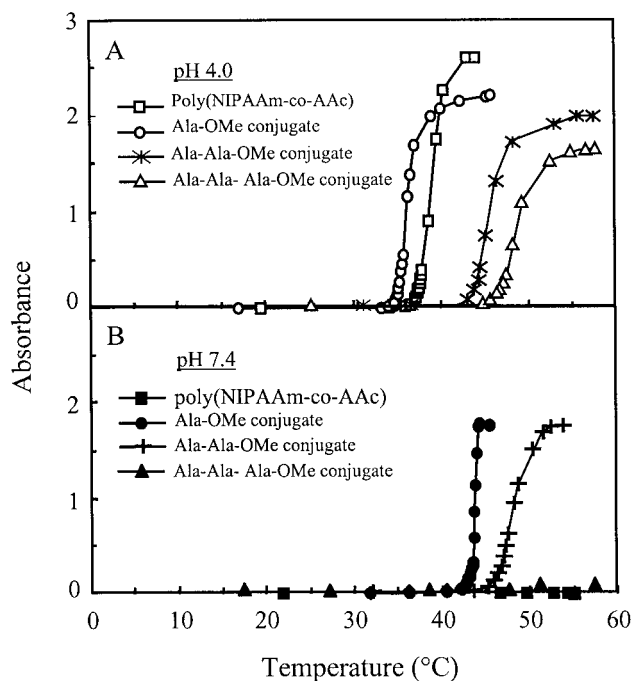 3
A
pH 4.0
Poly(NIPAAm-co-AAc)
Ala-OMe conjugate
Ala-Ala-OMe conjugate
Ala-Ala- Ala-OMe conjugate
2
1
0
Absorbance
B
pH 7.4
poly(NIPAAm-co-AAc)
Ala-OMe conjugate
Ala-Ala-OMe conjugate
Ala-Ala- Ala-OMe conjugate
2
1
0
0 10 20 30 40 50 60
Temperature (°C)